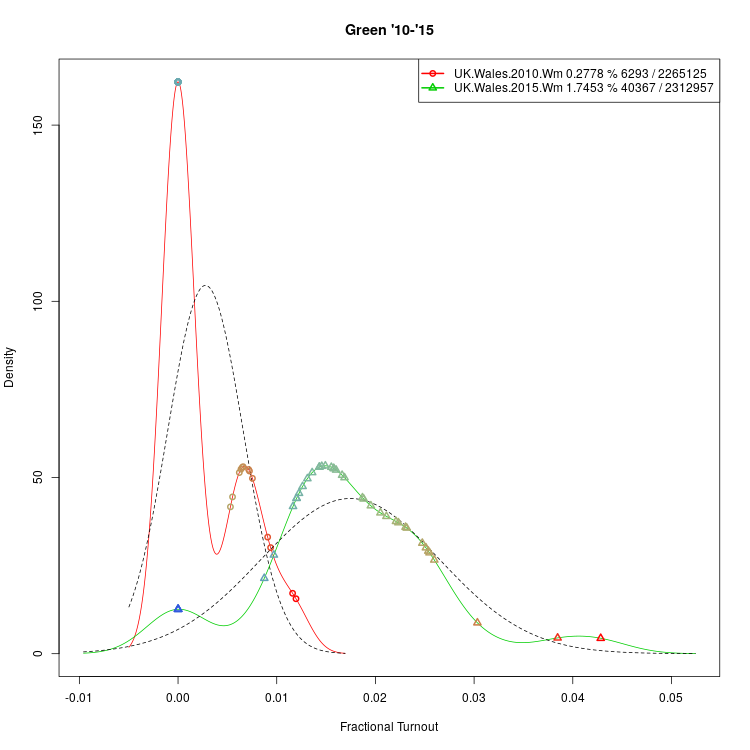 Green '10-'15
UK.Wales.2010.Wm 0.2778 % 6293 / 2265125
UK.Wales.2015.Wm 1.7453 % 40367 / 2312957
Density
150
100
50
0
-0.01 0.00 0.01 0.02 0.03 0.04 0.05
Fractional Turnout